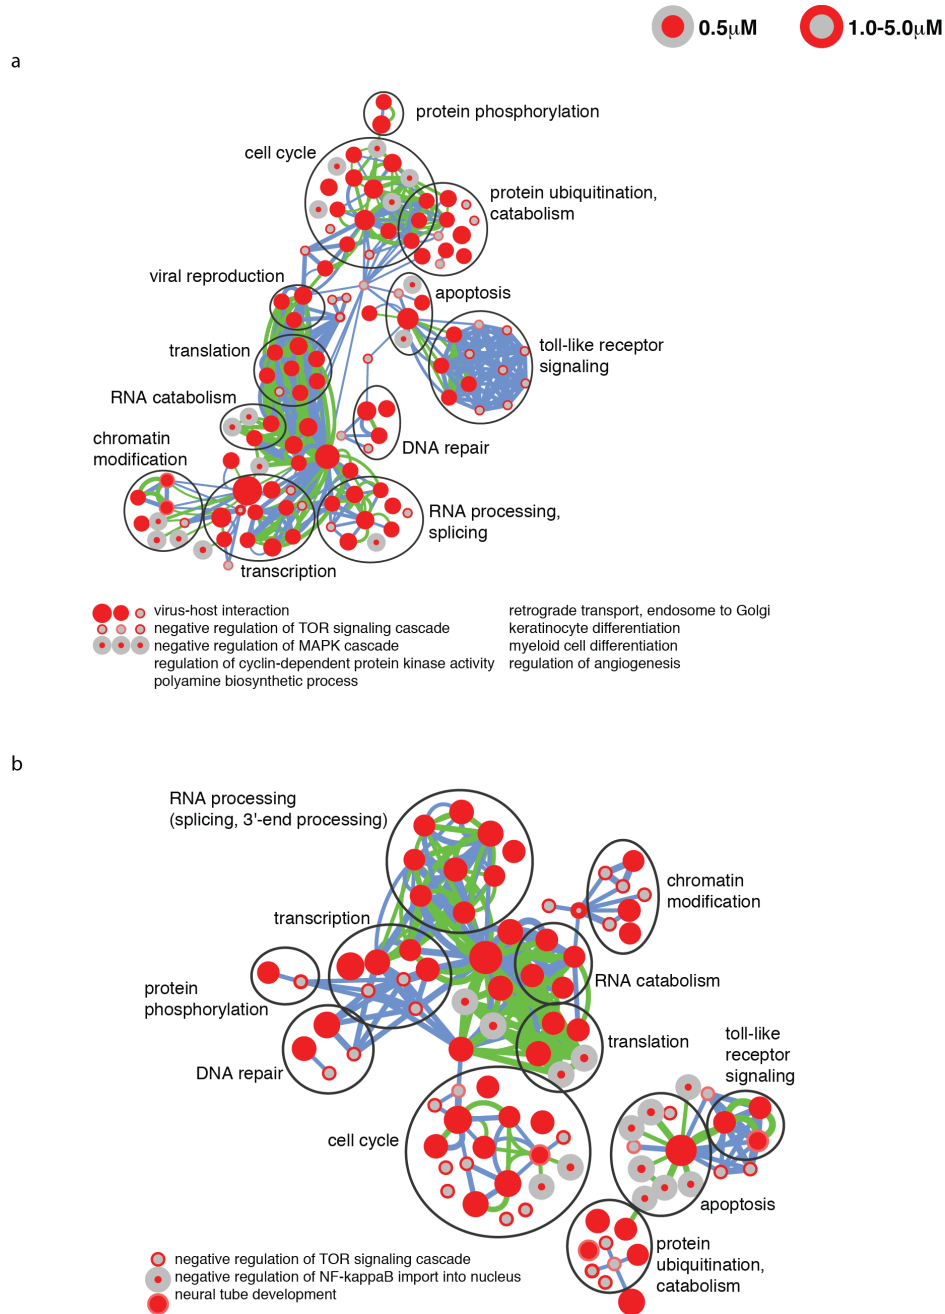 0.5µM
1.0-5.0µM
a
protein phosphorylation
cell cycle
protein ubiquitination,
catabolism
viral reproduction
apoptosis
translation
toll-like receptor
signaling
RNA catabolism
chromatin
modification
DNA repair
RNA processing,
splicing
transcription
virus-host interaction
negative regulation of TOR signaling cascade
negative regulation of MAPK cascade
regulation of cyclin-dependent protein kinase activity
polyamine biosynthetic process
retrograde transport, endosome to Golgi
keratinocyte differentiation
myeloid cell differentiation
regulation of angiogenesis
b
RNA processing
(splicing, 3'-end processing)
chromatin
modification
transcription
RNA catabolism
protein
phosphorylation
translation
toll-like
receptor
signaling
DNA repair
cell cycle
apoptosis
protein
ubiquitination,
catabolism
negative regulation of TOR signaling cascade
negative regulation of NF-kappaB import into nucleus
neural tube development